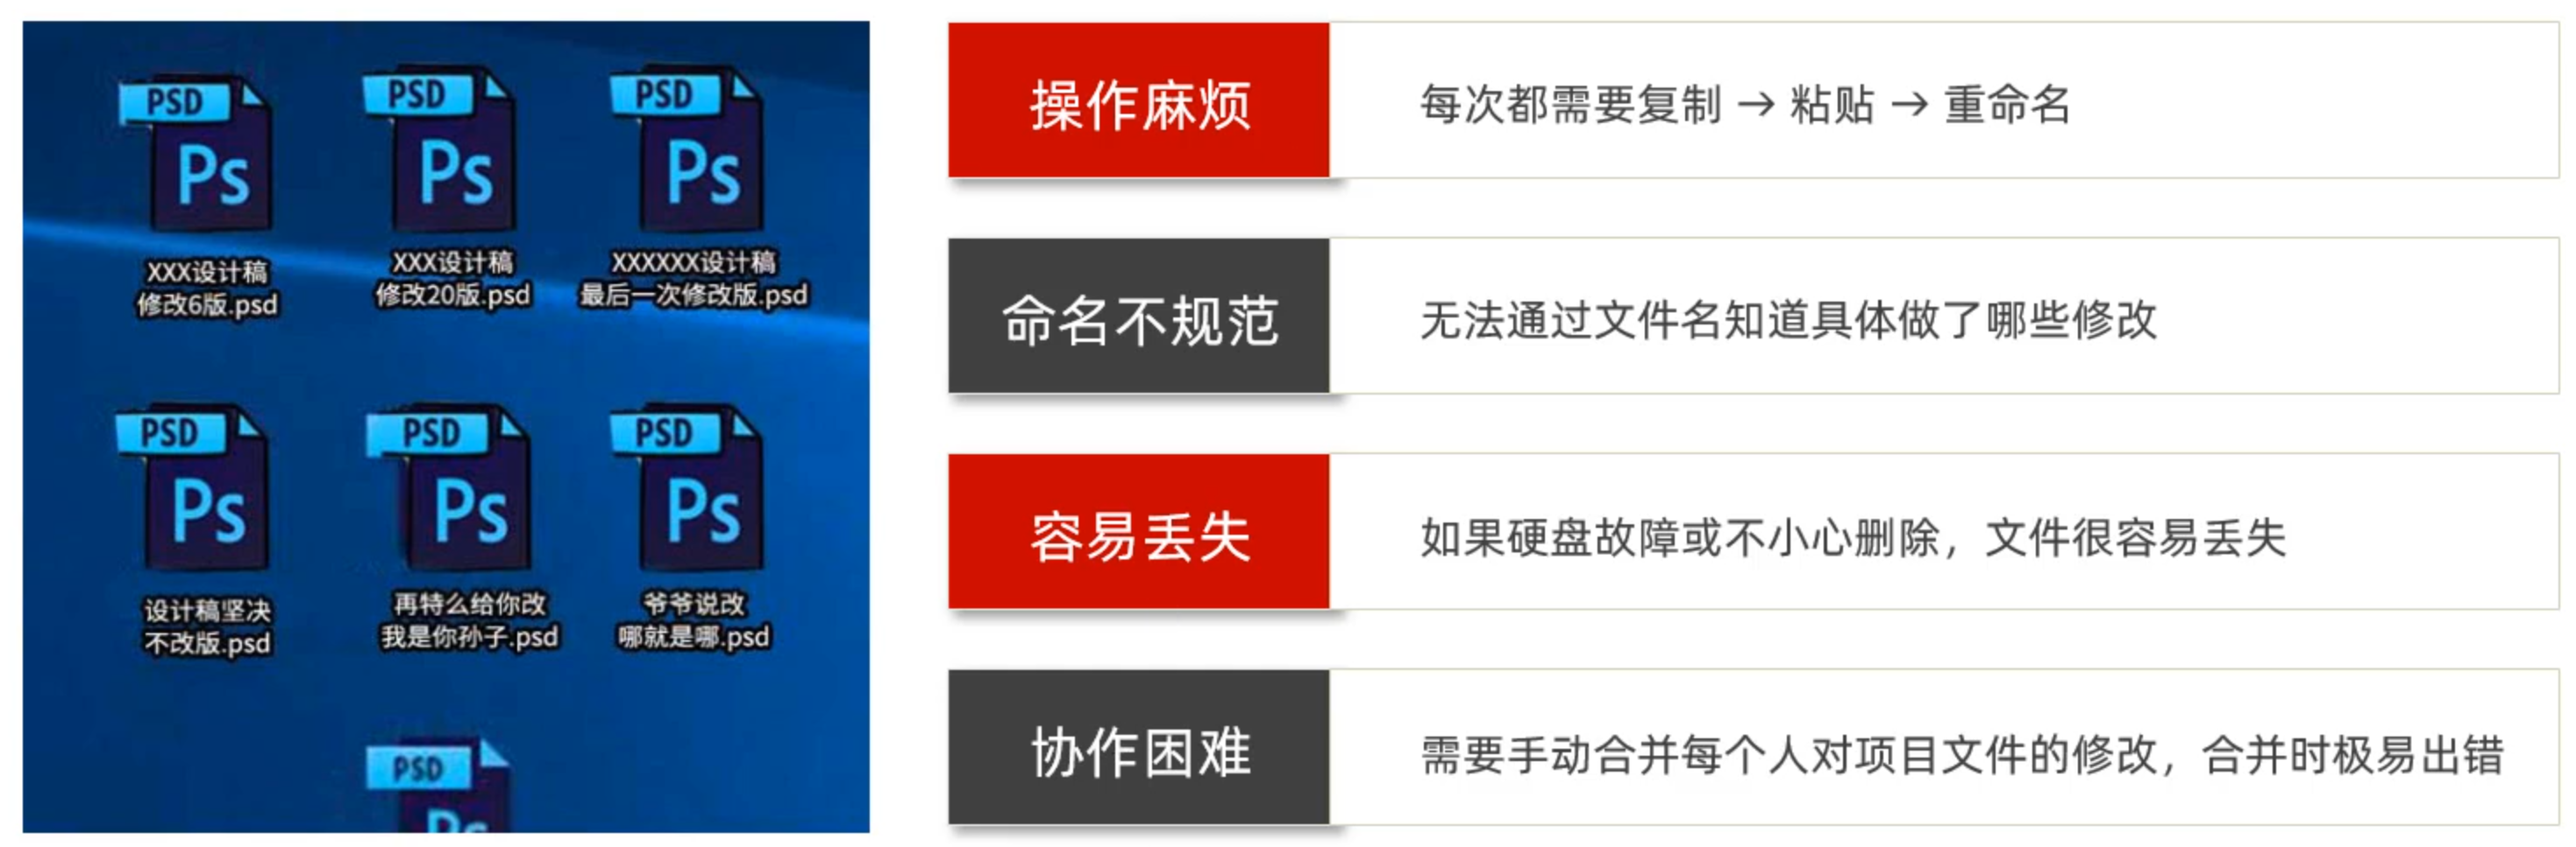 PSD
Ps
XXX设计稿
修改6版.psd
PSD
Ps
XXX设计稿
修改20版.psd
PSD
Ps
XXXXXX设计稿
最后一次修改版.psd
PSD
Ps
设计稿坚决
不改版.psd
PSD
Ps
再特么给你改
我是你孙子.psd
PSD
Ps
爷爷说改
哪就是哪.psd
PSD
Ps
操作麻烦
每次都需要复制 → 粘贴 → 重命名
命名不规范
无法通过文件名知道具体做了哪些修改
容易丢失
如果硬盘故障或不小心删除，文件很容易丢失
协作困难
需要手动合并每个人对项目文件的修改，合并时极易出错